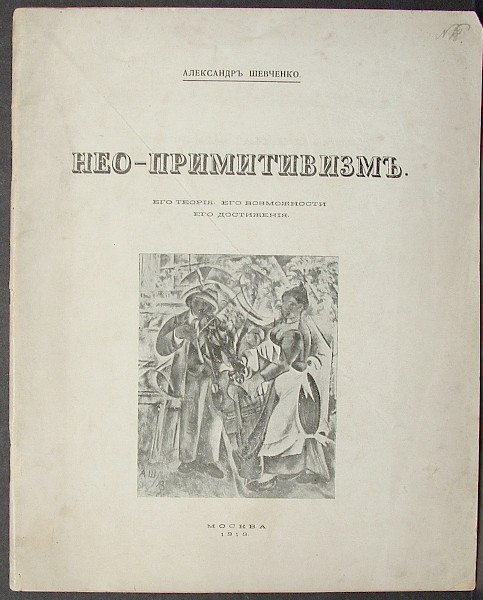 АЛЕКСАНДРЪ ШЕВЧЕНКО.
НЕО-ПРИМИТИВИЗМЪ.
ЕГО ТЕОРІЯ. ЕГО ВОЗМОЖНОСТИ
ЕГО ДОСТИЖЕНІЯ.
А.Ш.
МОСКВА
1913.